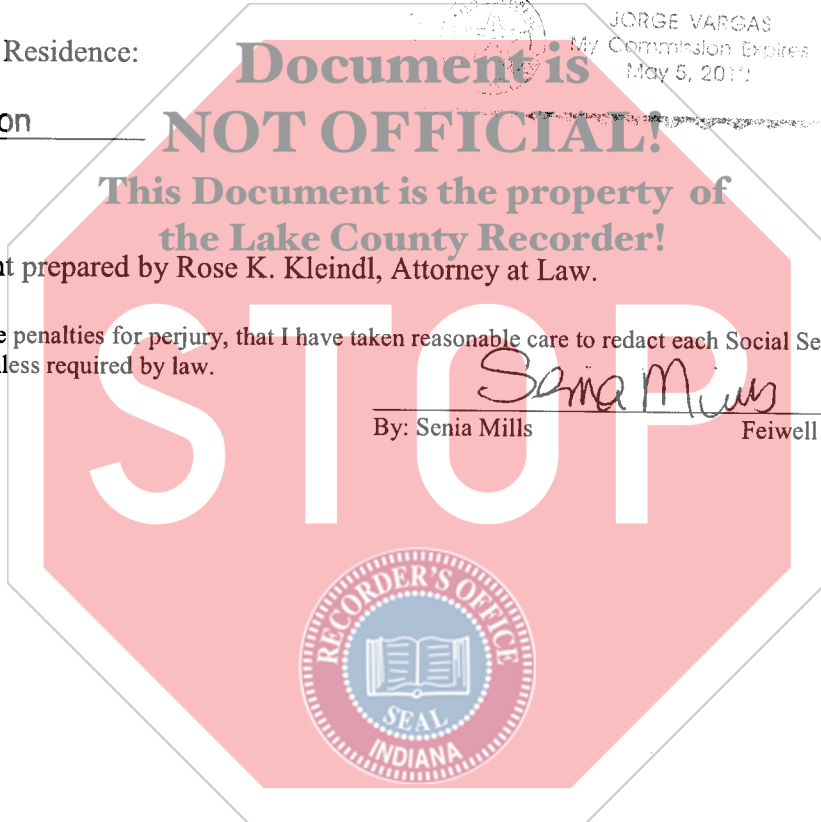 JORGE VARGAS
My Commission Expires
May 5, 201
Residence:
on
Document is
NOT OFFICIAL!
This Document is the property of
the Lake County Recorder!
nt prepared by Rose K. Kleindl, Attorney at Law.
e penalties for perjury, that I have taken reasonable care to redact each Social Se
less required by law.
Senia Mills
By: Senia Mills Feiwell
STOP
RECORDER'S OFFICE
SEAL
INDIANA